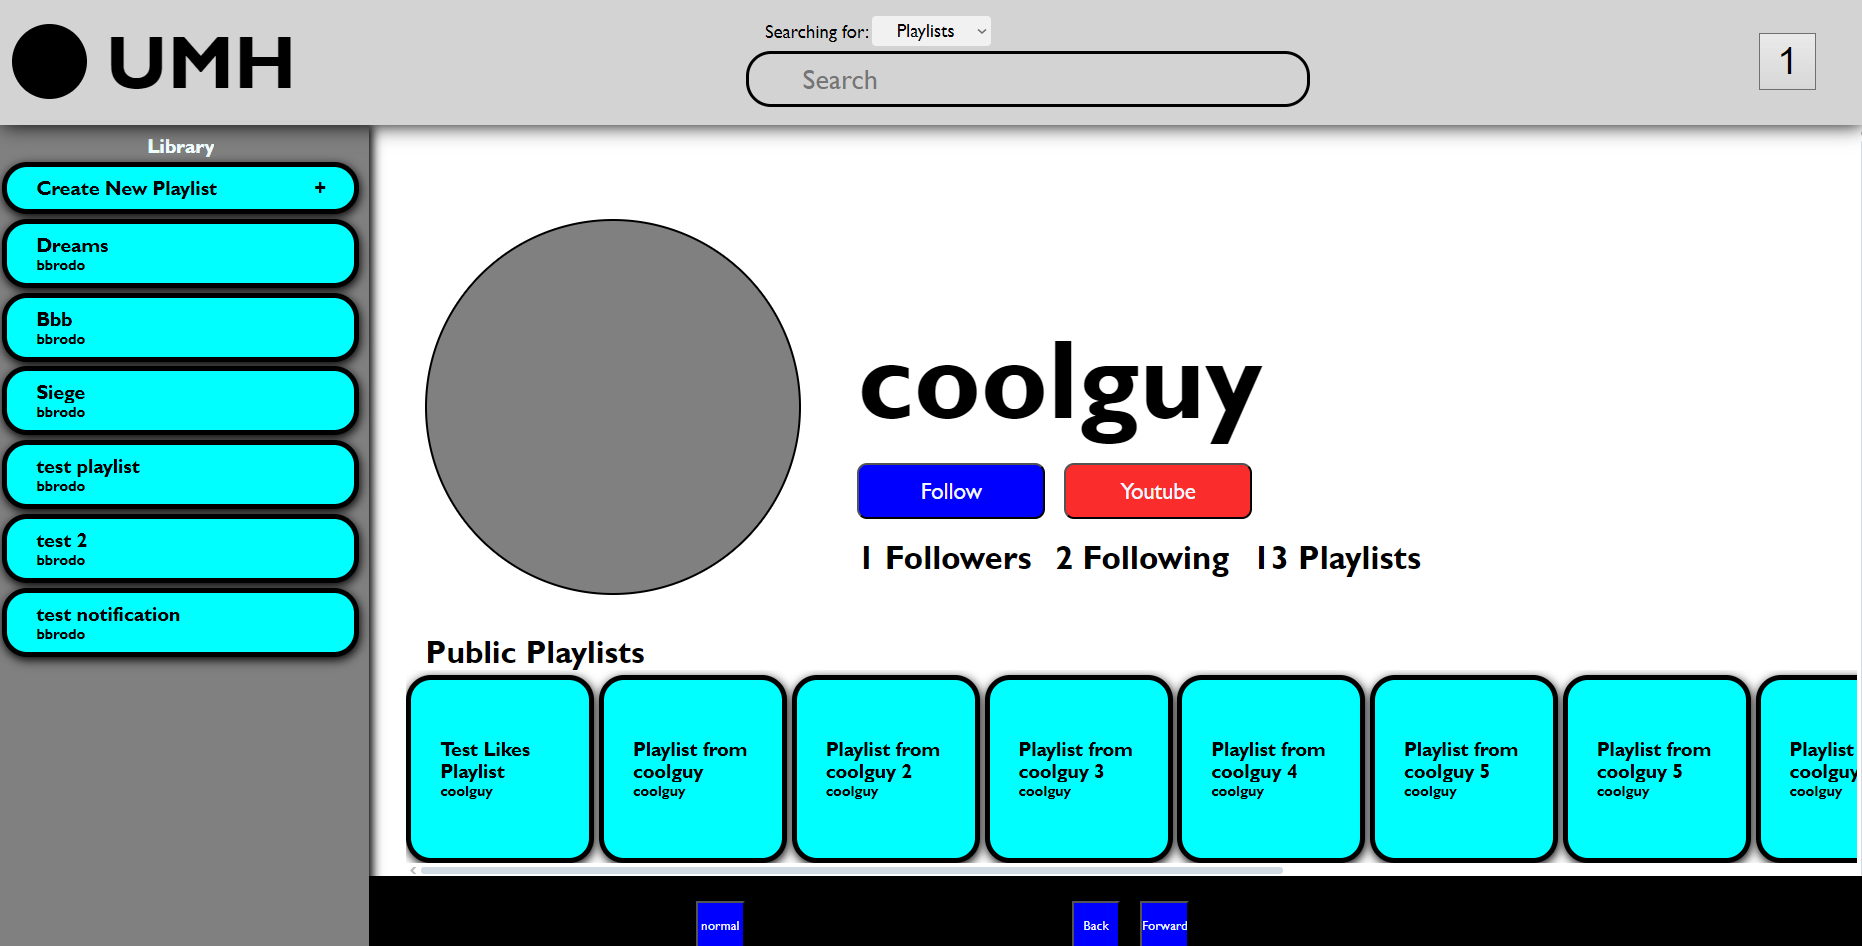 UMH
Searching for: Playlists
Search
1
Library
Create New Playlist +
Dreams
bbrodo
Bbb
bbrodo
Siege
bbrodo
test playlist
bbrodo
test 2
bbrodo
test notification
bbrodo
coolguy
Follow Youtube
1 Followers 2 Following 13 Playlists
Public Playlists
Test Likes
Playlist
coolguy
Playlist from
coolguy
coolguy
Playlist from
coolguy 2
coolguy
Playlist from
coolguy 3
coolguy
Playlist from
coolguy 4
coolguy
Playlist from
coolguy 5
coolguy
Playlist from
coolguy 5
coolguy
Playlist
coolguy
coolguy
normal Back Forward